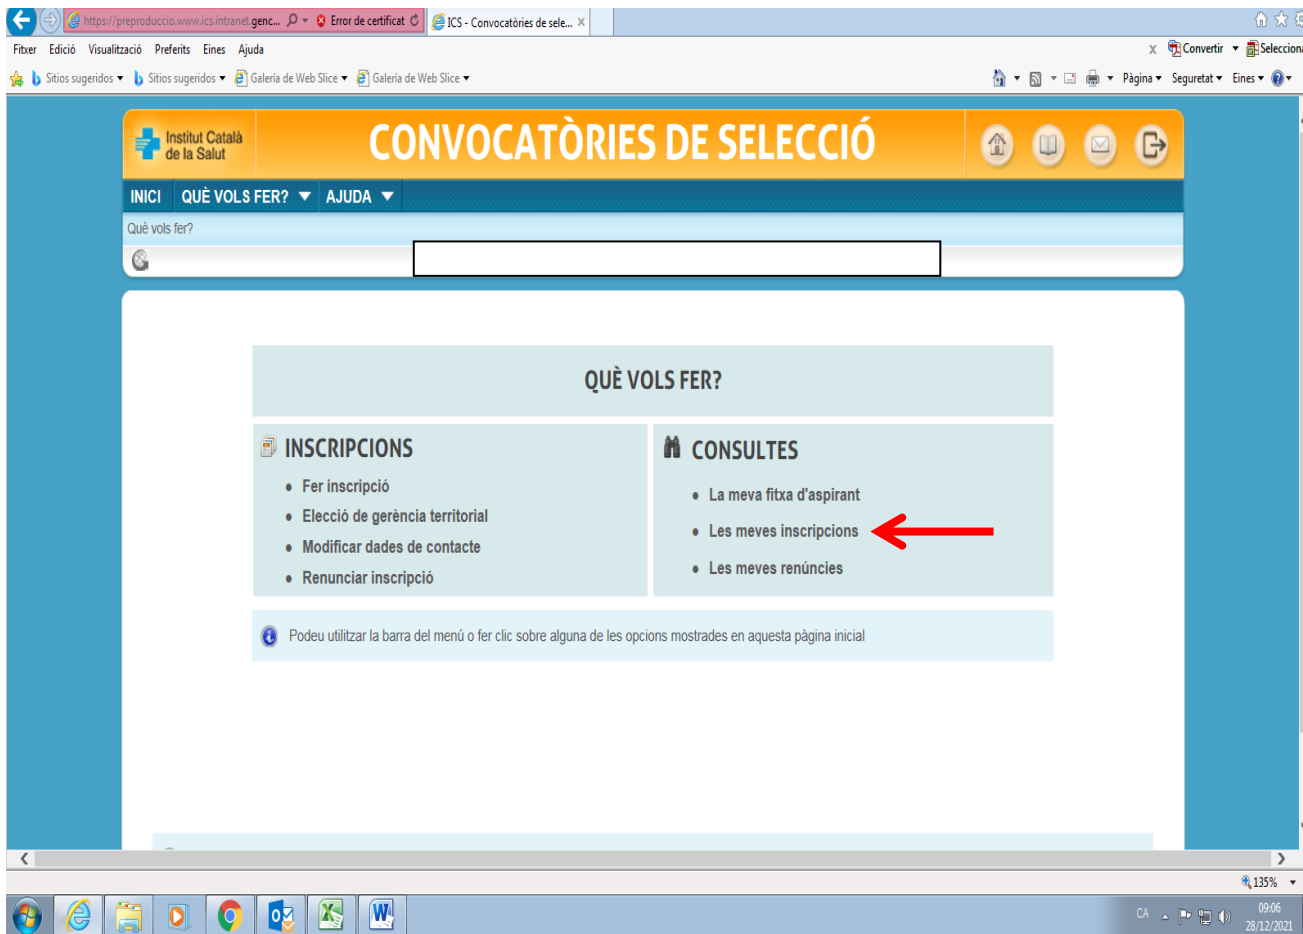 https://preproduccio.www.ics.intranet.genc...
Error de certificat
ICS - Convocatòries de sele...
Fitxer Edició Visualització Preferits Eines Ajuda
x Convertir
Sitios sugeridos Sitios sugeridos Galería de Web Slice Galería de Web Slice
Pàgina Seguretat Eines
Institut Català
de la Salut
CONVOCATÒRIES DE SELECCIÓ
INICI QUÈ VOLS FER? AJUDA
Què vols fer?
QUÈ VOLS FER?
INSCRIPCIONS
Fer inscripció
Elecció de gerència territorial
Modificar dades de contacte
Renunciar inscripció
CONSULTES
La meva fitxa d'aspirant
Les meves inscripcions
Les meves renúncies
Podeu utilitzar la barra del menú o fer clic sobre alguna de les opcions mostrades en aquesta pàgina inicial
135%
CA
09:06
28/12/2021